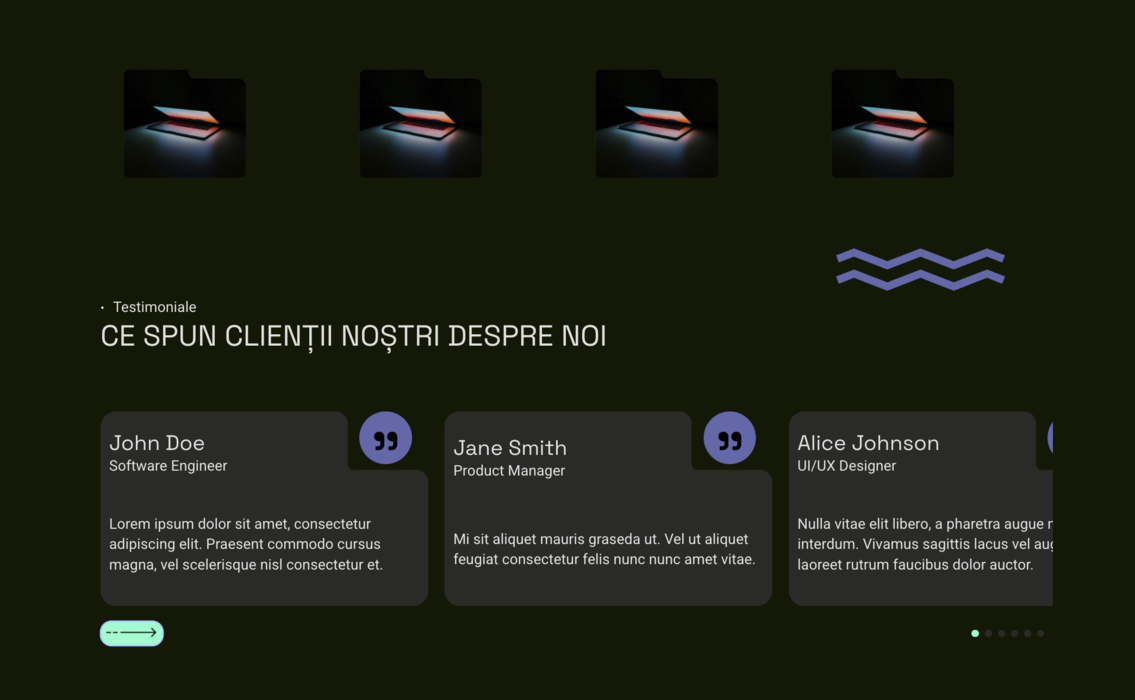 Testimoniale
CE SPUN CLIENȚII NOȘTRI DESPRE NOI
John Doe
Software Engineer
Lorem ipsum dolor sit amet, consectetur
adipiscing elit. Praesent commodo cursus
magna, vel scelerisque nisl consectetur et.
Jane Smith
Product Manager
Mi sit aliquet mauris graseda ut. Vel ut aliquet
feugiat consectetur felis nunc nunc amet vitae.
Alice Johnson
UI/UX Designer
Nulla vitae elit libero, a pharetra augue
interdum. Vivamus sagittis lacus vel
laoreet rutrum faucibus dolor auctor.